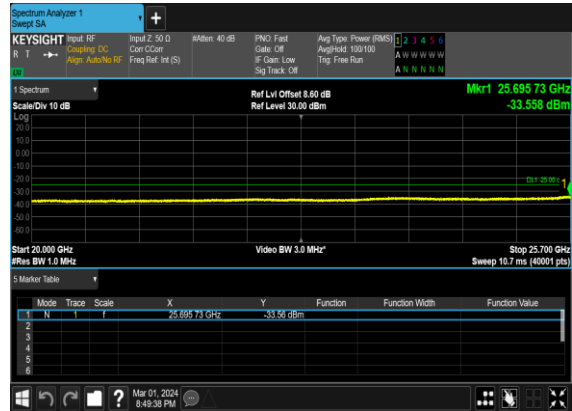 Spectrum Analyzer 1
Swept SA
+
KEYSIGHT Input: RF Input Z: 50 Ω #Atten: 40 dB PNO: Fast Avg Type: Power (RMS) 1 2 3 4 5 6
R T Coupling: DC Corr CCorr Gate: Off Avg|Hold: 100/100 A W W W W W
Align: Auto/No RF Freq Ref: Int (S) IF Gain: Low Trig: Free Run
LXI Sig Track: Off A N N N N N
1 Spectrum Ref Lvl Offset 8.60 dB Mkr1 25.695 73 GHz
Scale/Div 10 dB Ref Level 30.00 dBm -33.558 dBm
Log
20.0
10.0
0.00
-10.0
-20.0
DL1 -25.00
1
-30.0
-40.0
-50.0
-60.0
Start 20.000 GHz Video BW 3.0 MHz* Stop 25.700 GHz
#Res BW 1.0 MHz Sweep 10.7 ms (40001 pts)
5 Marker Table
Mode Trace Scale X Y Function Function Width Function Value
1 N 1 f 25.695 73 GHz -33.56 dBm
2
3
4
5
6
? Mar 01, 2024
8:49:38 PM